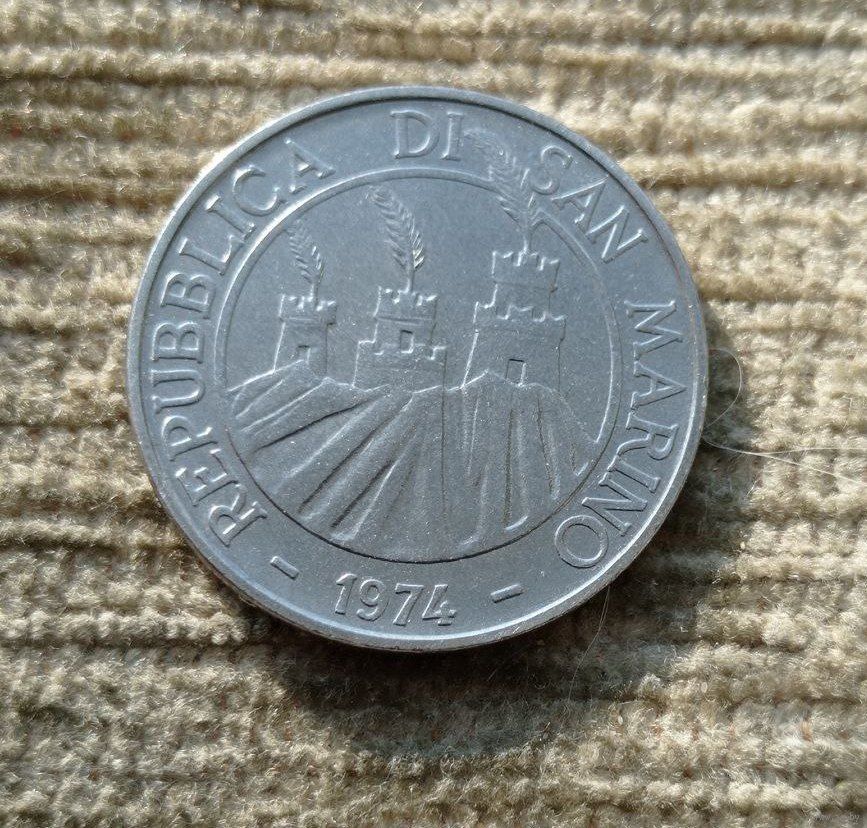 REPUBBLICA DI SAN MARINO
- 1974 -